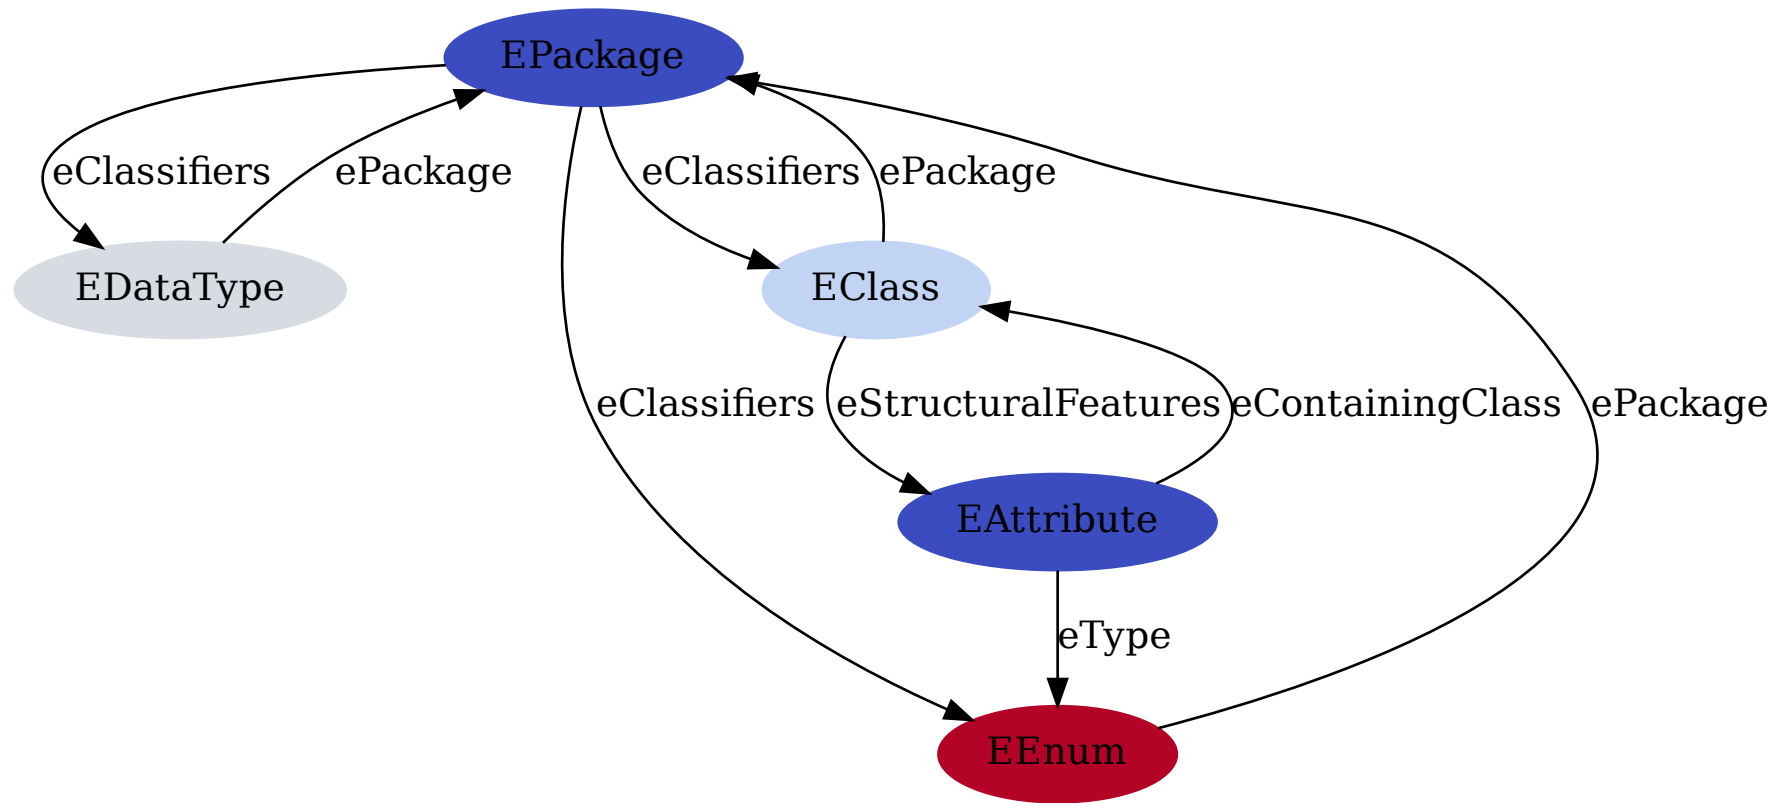 EPackage
eClassifiers
ePackage
eClassifiers
ePackage
EDataType
EClass
eClassifiers
eStructuralFeatures
eContainingClass
ePackage
EAttribute
eType
EEnum